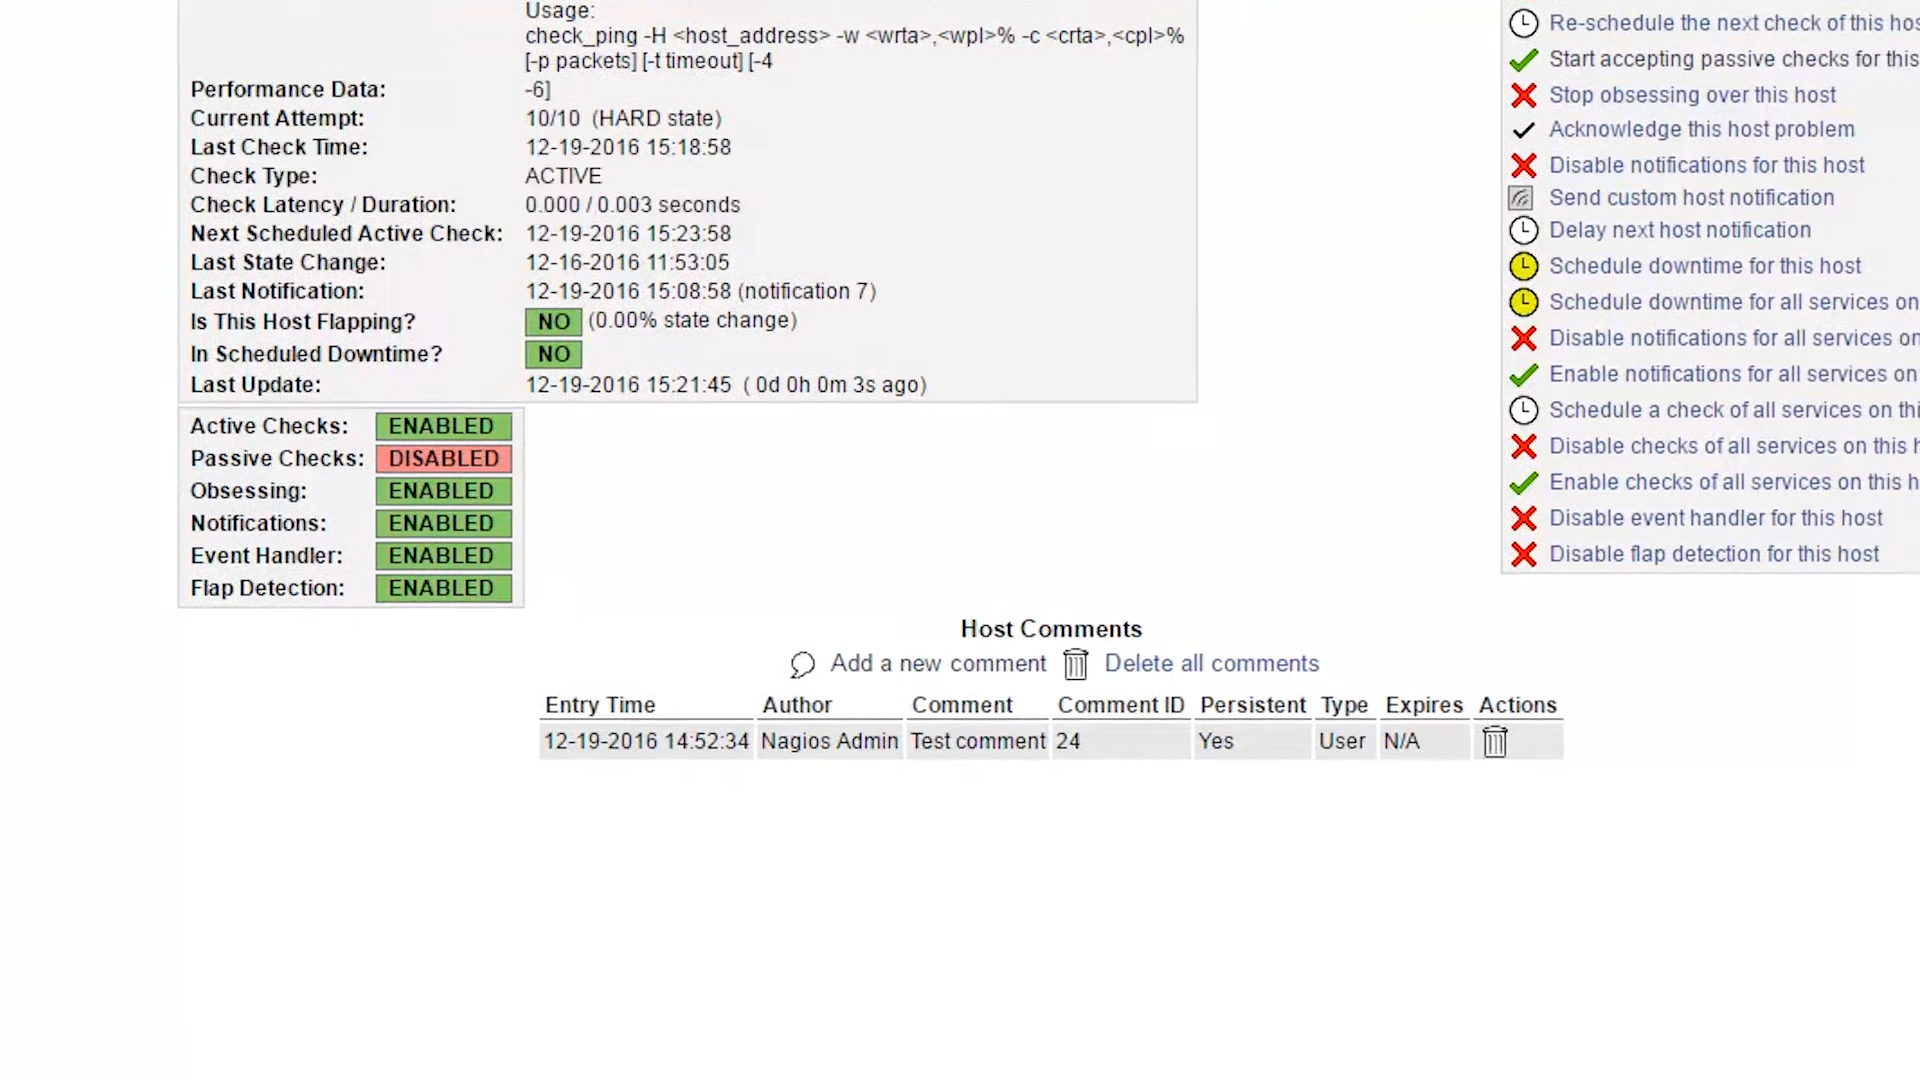 Usage:
check_ping -H <host_address> -w <wrta>,<wpl>% -c <crta>,<cpl>%
[-p packets] [-t timeout] [-4
Performance Data: -6]
Current Attempt: 10/10 (HARD state)
Last Check Time: 12-19-2016 15:18:58
Check Type: ACTIVE
Check Latency / Duration: 0.000 / 0.003 seconds
Next Scheduled Active Check: 12-19-2016 15:23:58
Last State Change: 12-16-2016 11:53:05
Last Notification: 12-19-2016 15:08:58 (notification 7)
Is This Host Flapping? NO (0.00% state change)
In Scheduled Downtime? NO
Last Update: 12-19-2016 15:21:45 ( 0d 0h 0m 3s ago)
Active Checks: ENABLED
Passive Checks: DISABLED
Obsessing: ENABLED
Notifications: ENABLED
Event Handler: ENABLED
Flap Detection: ENABLED
Re-schedule the next check of this hos
Start accepting passive checks for this
Stop obsessing over this host
Acknowledge this host problem
Disable notifications for this host
Send custom host notification
Delay next host notification
Schedule downtime for this host
Schedule downtime for all services on
Disable notifications for all services on
Enable notifications for all services on
Schedule a check of all services on thi
Disable checks of all services on this h
Enable checks of all services on this h
Disable event handler for this host
Disable flap detection for this host
Host Comments
Add a new comment Delete all comments
Entry Time Author Comment Comment ID Persistent Type Expires Actions
12-19-2016 14:52:34 Nagios Admin Test comment 24 Yes User N/A